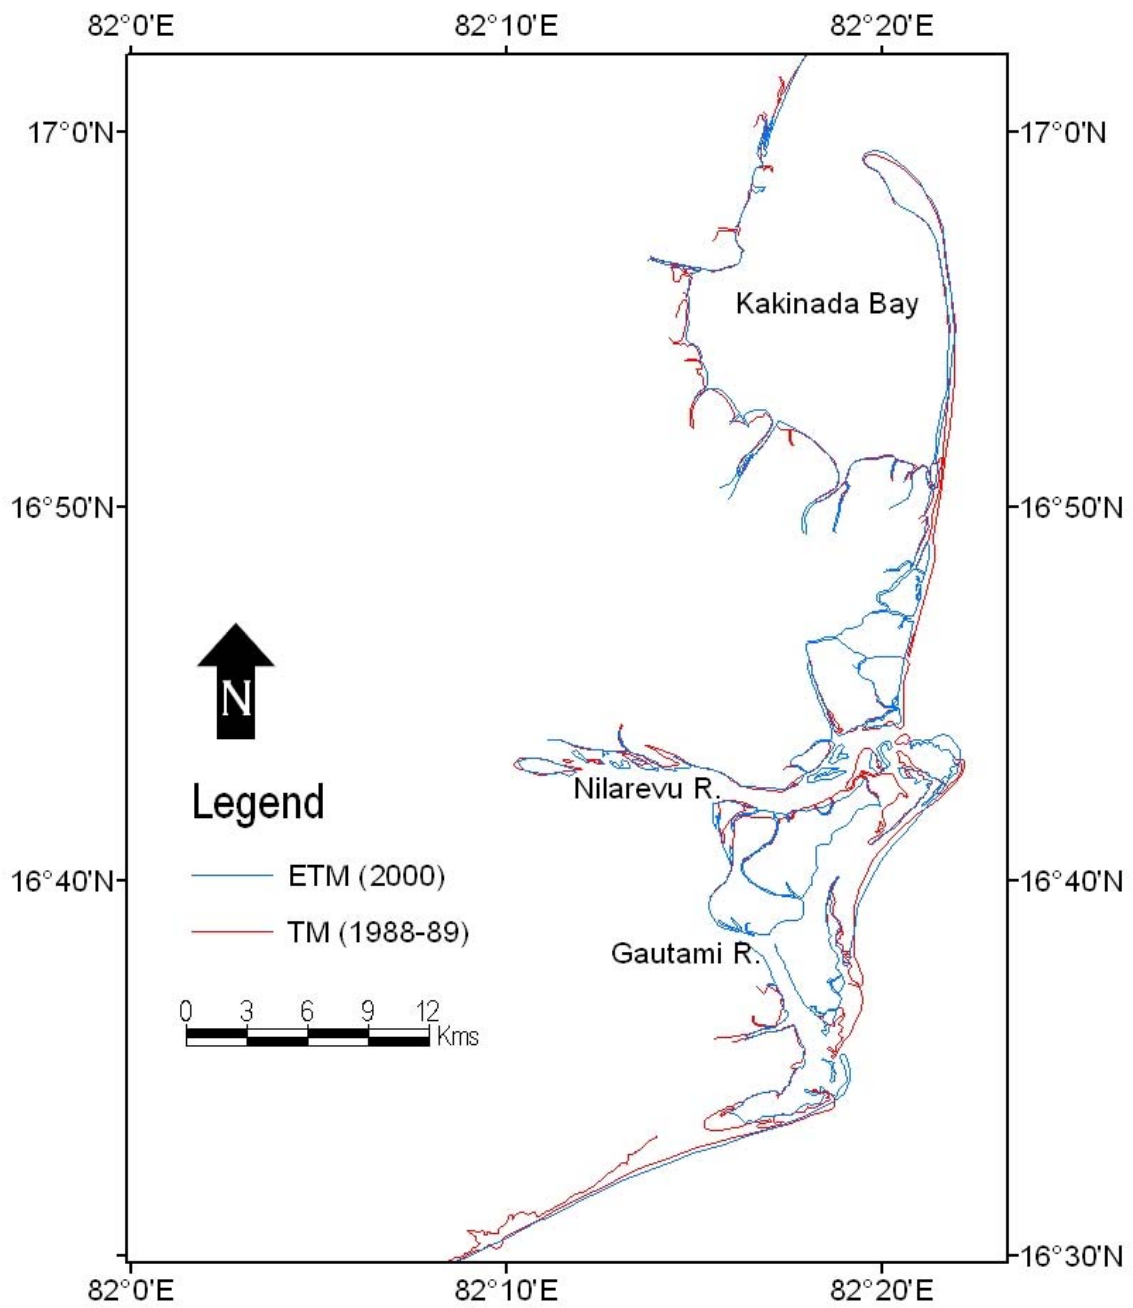 82°0'E 82°10'E 82°20'E
17°0'N 17°0'N
Kakinada Bay
16°50'N 16°50'N
N
Nilarevu R.
Legend
ETM (2000)
16°40'N 16°40'N
TM (1988-89)
Gautami R.
0 3 6 9 12
Kms
16°30'N
82°0'E 82°10'E 82°20'E